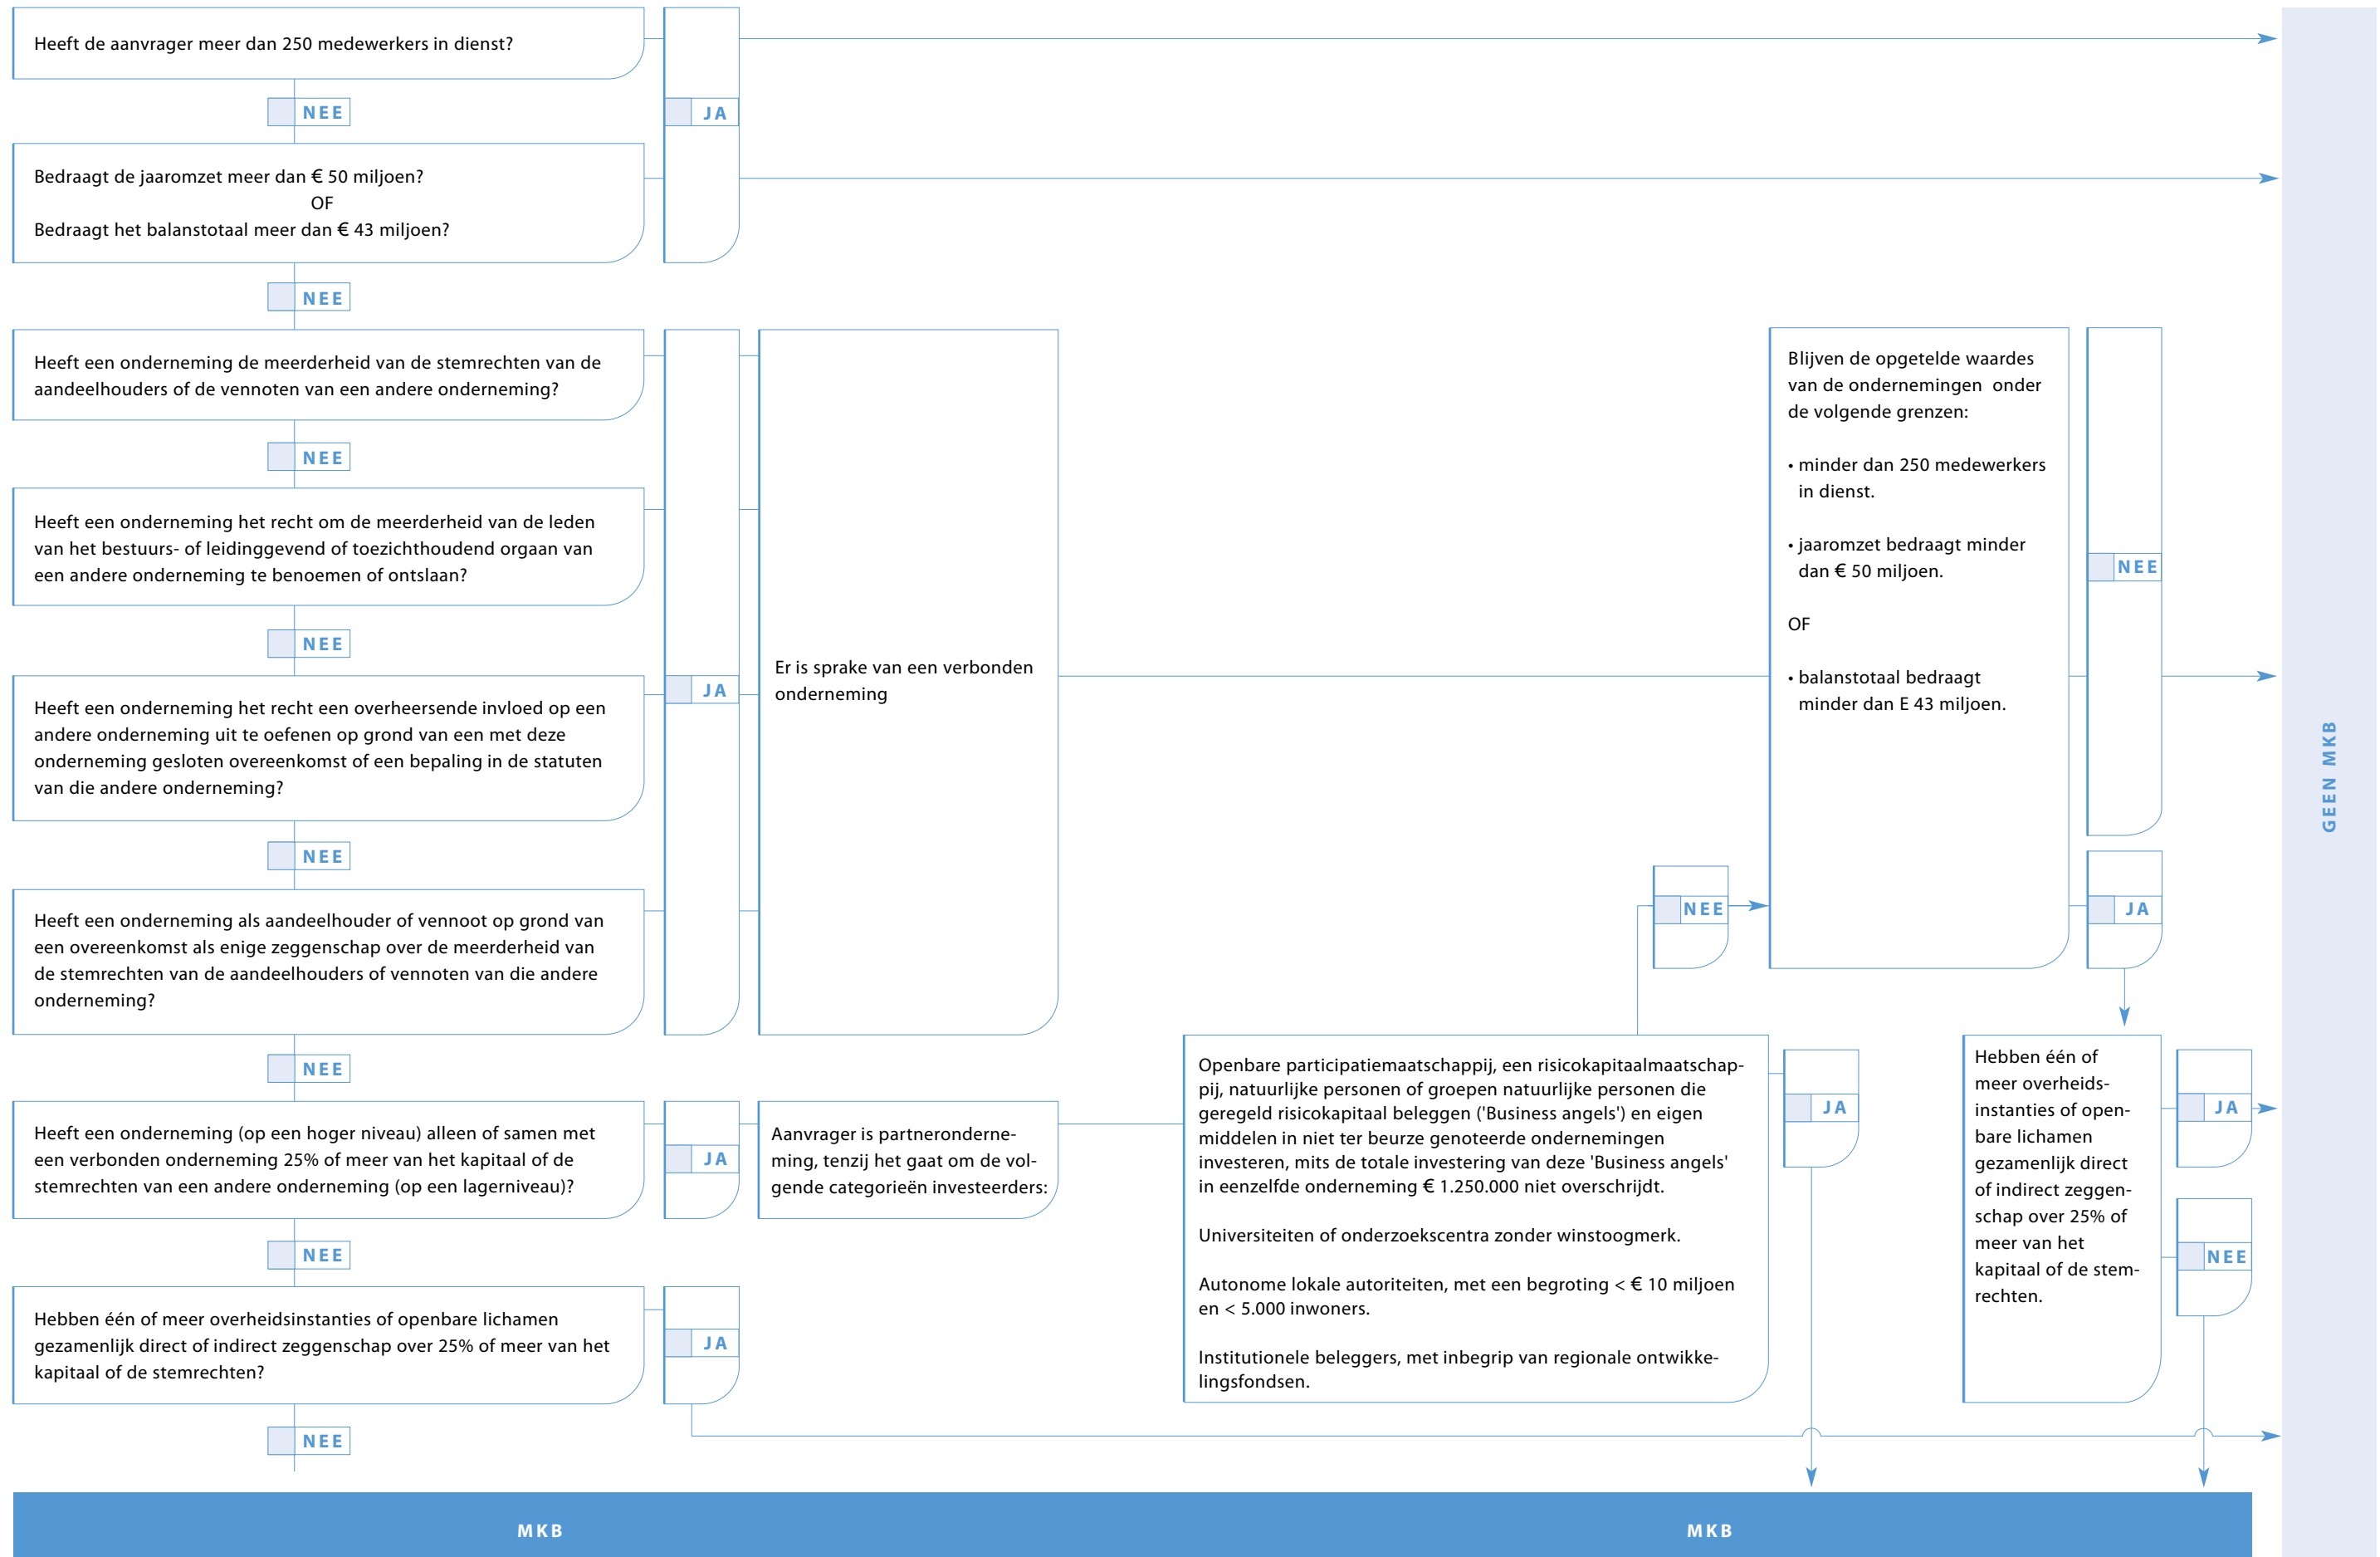 Heeft de aanvrager meer dan 250 medewerkers in dienst?
JA
NEE
Bedraagt de jaaromzet meer dan € 50 miljoen?
OF
Bedraagt het balanstotaal meer dan € 43 miljoen?
NEE
Heeft een onderneming de meerderheid van de stemrechten van de
aandeelhouders of de vennoten van een andere onderneming?
NEE
Heeft een onderneming het recht om de meerderheid van de leden
van het bestuurs- of leidinggevend of toezichthoudend orgaan van
een andere onderneming te benoemen of ontslaan?
NEE
Heeft een onderneming het recht een overheersende invloed op een
andere onderneming uit te oefenen op grond van een met deze
onderneming gesloten overeenkomst of een bepaling in de statuten
van die andere onderneming?
NEE
Heeft een onderneming als aandeelhouder of vennoot op grond van
een overeenkomst als enige zeggenschap over de meerderheid van
de stemrechten van de aandeelhouders of vennoten van die andere
onderneming?
JA
Er is sprake van een verbonden
onderneming
Blijven de opgetelde waardes
van de ondernemingen onder
de volgende grenzen:
• minder dan 250 medewerkers
in dienst.
• jaaromzet bedraagt minder
dan € 50 miljoen.
OF
• balanstotaal bedraagt
minder dan E 43 miljoen.
NEE
GEEN MKB
NEE
JA
NEE
Heeft een onderneming (op een hoger niveau) alleen of samen met
een verbonden onderneming 25% of meer van het kapitaal of de
stemrechten van een andere onderneming (op een lagerniveau)?
JA
Aanvrager is partneronderne-
ming, tenzij het gaat om de vol-
gende categorieën investeerders:
Openbare participatiemaatschappij, een risicokapitaalmaatschap-
pij, natuurlijke personen of groepen natuurlijke personen die
geregeld risicokapitaal beleggen ('Business angels') en eigen
middelen in niet ter beurze genoteerde ondernemingen
investeren, mits de totale investering van deze 'Business angels'
in eenzelfde onderneming € 1.250.000 niet overschrijdt.
Universiteiten of onderzoekscentra zonder winstoogmerk.
Autonome lokale autoriteiten, met een begroting < € 10 miljoen
en < 5.000 inwoners.
Institutionele beleggers, met inbegrip van regionale ontwikke-
lingsfondsen.
JA
Hebben één of
meer overheids-
instanties of open-
bare lichamen
gezamenlijk direct
of indirect zeggen-
schap over 25% of
meer van het
kapitaal of de stem-
rechten.
JA
NEE
NEE
Hebben één of meer overheidsinstanties of openbare lichamen
gezamenlijk direct of indirect zeggenschap over 25% of meer van het
kapitaal of de stemrechten?
JA
NEE
MKB
MKB